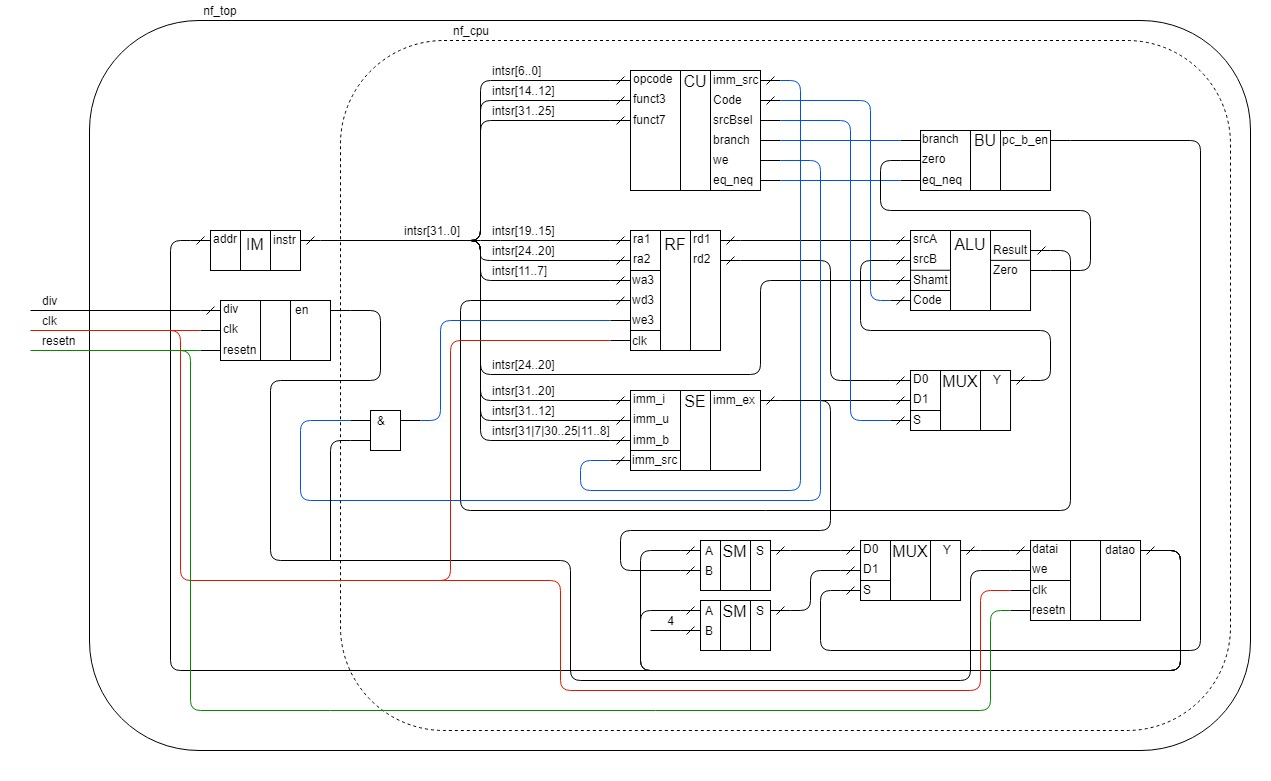 nf_top
nf_cpu
intsr[6..0]
intsr[14..12]
intsr[31..25]
opcode CU imm_src
funct3 Code
funct7 srcBsel
branch
we
eq_neq
branch BU pc_b_en
zero
eq_neq
addr IM instr
intsr[31..0]
intsr[19..15]
intsr[24..20]
intsr[11..7]
ra1 RF rd1
ra2 rd2
wa3
wd3
we3
clk
srcA ALU Result
srcB Zero
Shamt
Code
div
clk
resetn
div en
clk
resetn
intsr[24..20]
intsr[31..20]
intsr[31..12]
intsr[31|7|30..25|11..8]
imm_i SE imm_ex
imm_u
imm_b
imm_src
D0 MUX Y
D1
S
&
A SM S
B
D0 MUX Y
D1
S
datai datao
we
clk
resetn
4
A SM S
B